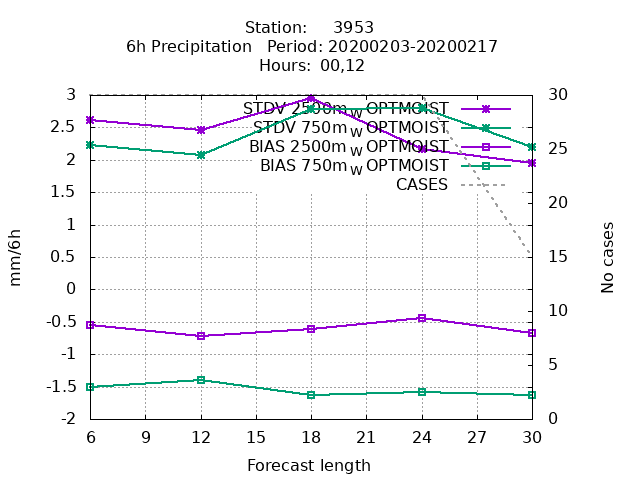 Station:     3953
6h Precipitation   Period: 20200203-20200217
Hours:  00,12
3
2.5
2
1.5
1
0.5
0
-0.5
-1
-1.5
-2
30
25
20
15
10
5
0
STDV 2500m_W OPTMOIST
STDV 750m_W OPTMOIST
BIAS 2500m_W OPTMOIST
BIAS 750m_W OPTMOIST
CASES
mm/6h
No cases
6 9 12 15 18 21 24 27 30
Forecast length